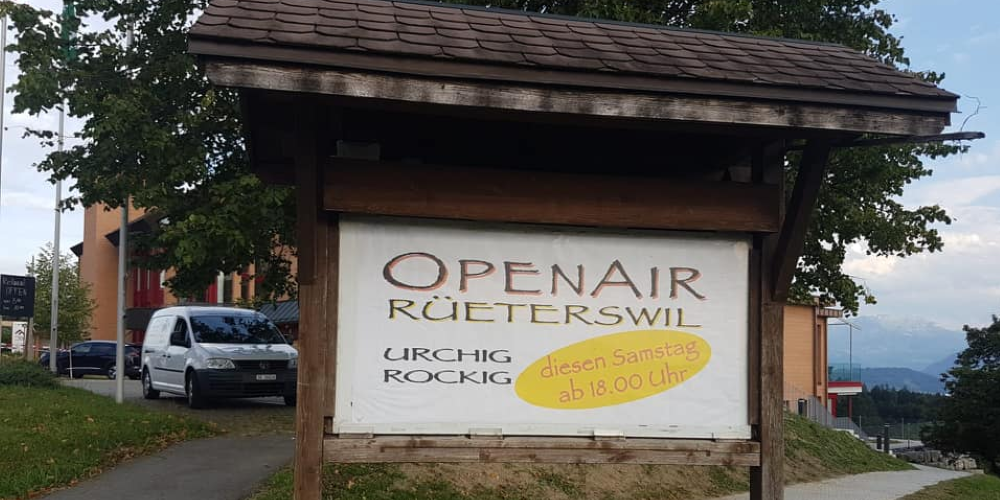 OPENAIR
RÜETERSWIL
URCHIG
ROCKIG
diesen Samstag
ab 18.00 Uhr